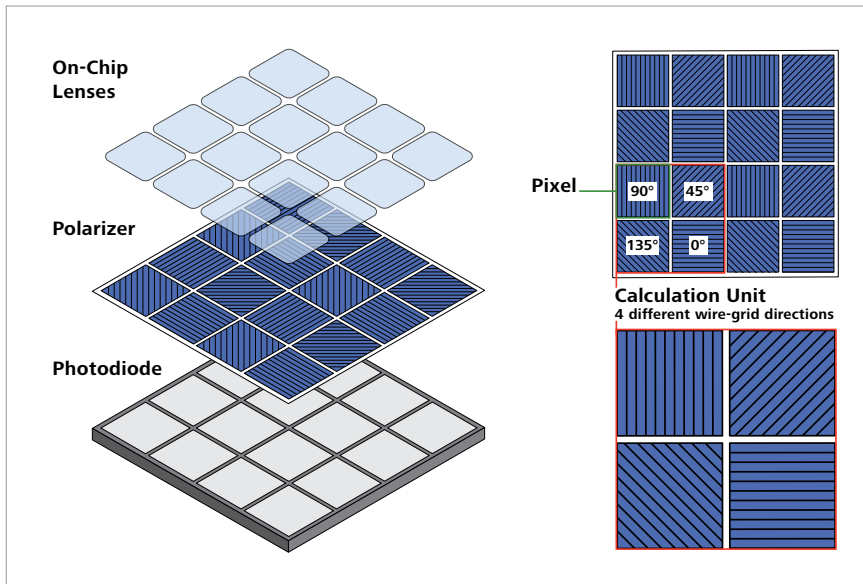 On-Chip
Lenses
Polarizer
Photodiode
Pixel
90°
45°
135°
0°
Calculation Unit
4 different wire-grid directions